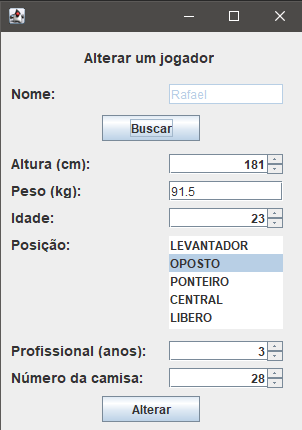 Alterar um jogador
Nome: Rafael
Buscar
Altura (cm): 181
Peso (kg): 91.5
Idade: 23
Posição: LEVANTADOR
OPOSTO
PONTEIRO
CENTRAL
LIBERO
Profissional (anos): 3
Número da camisa: 28
Alterar